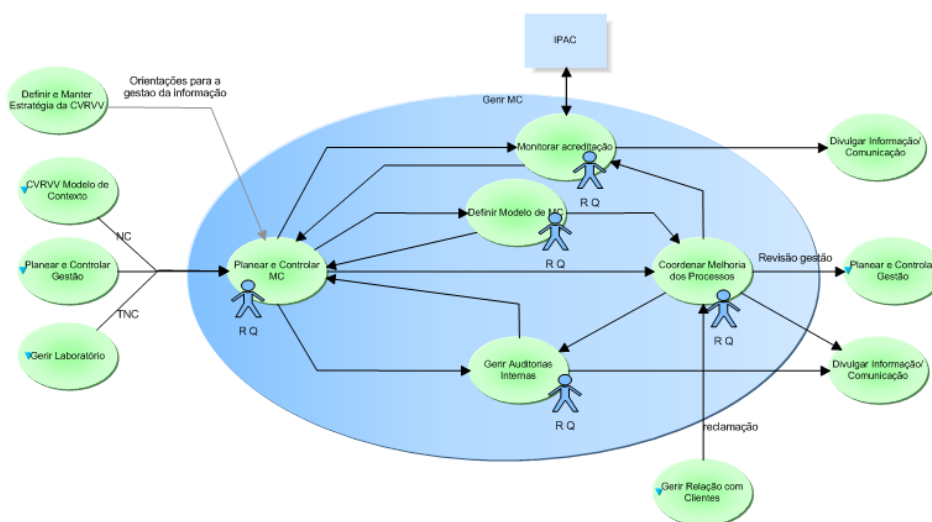 IPAC
Definir e Manter
Estratégia da CVRVV
Orientações para a
gestao da informação
Gerir MC
Monitorar acreditação
R Q
Divulgar Informação/
Comunicação
CVRVV Modelo de
Contexto
NC
Definir Modelo de MC
R Q
Planear e Controlar
Gestão
Planear e Controlar
MC
R Q
Coordenar Melhoria
dos Processos
R Q
Revisão gestão
Planear e Controlar
Gestão
TNC
Gerir Laboratório
Gerir Auditorias
Internas
R Q
Divulgar Informação/
Comunicação
reclamação
Gerir Relação com
Clientes